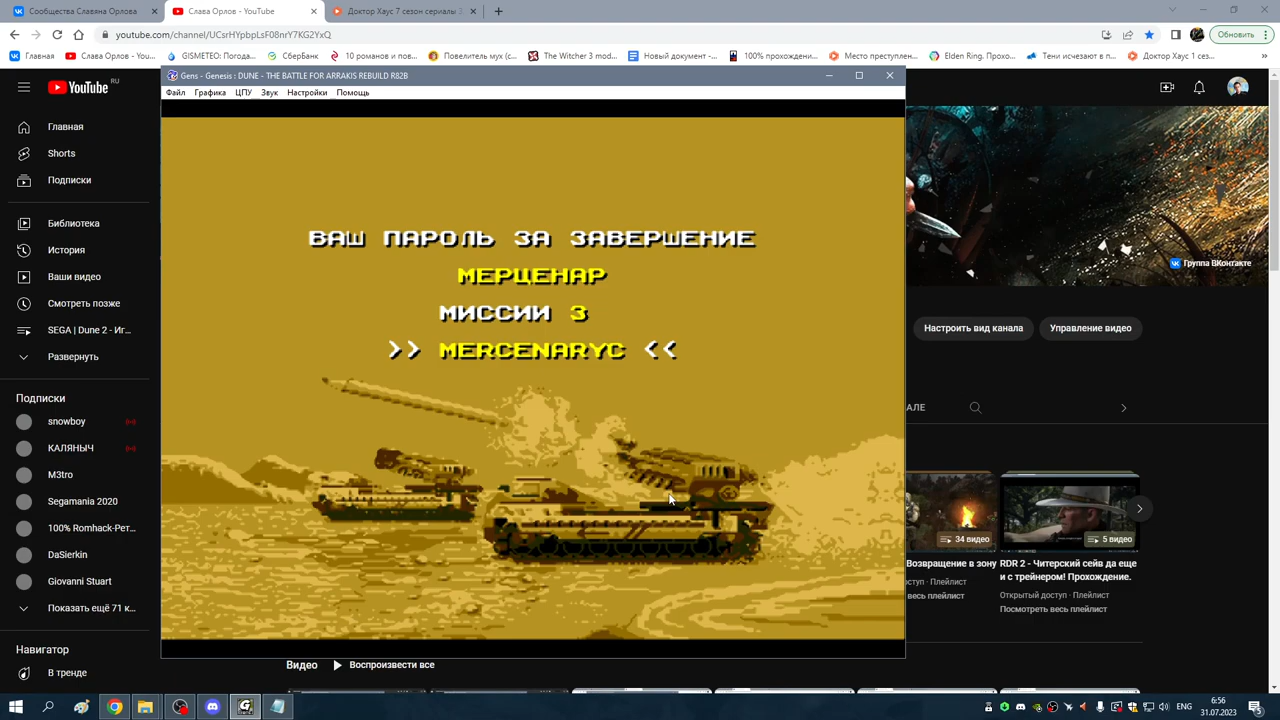 Сообщества Славяна Орлова
Слава Орлов - YouTube
Доктор Хаус 7 сезон сериалы З
youtube.com/channel/UCsrHYpbpLsF08nrY7KG2YxQ
Обновить
Главная
Слава Орлов - You...
GISMETEO: Погода...
СберБанк
10 романов и пов...
Повелитель мух (с...
The Witcher 3 mod...
Новый документ -...
100% прохождени...
Место преступлен...
Elden Ring. Прохо...
Тени исчезают в п...
Доктор Хаус 1 сез...
Gens - Genesis : DUNE - THE BATTLE FOR ARRAKIS REBUILD R82B
Файл Графика ЦПУ Звук Настройки Помощь
YouTube RU
Главная
Shorts
Подписки
Библиотека
История
Ваши видео
Смотреть позже
SEGA | Dune 2 - Иг...
Развернуть
Подписки
snowboy
КАЛЯНЫЧ
M3tro
Segamania 2020
100% Romhack-Рет...
DaSierkin
Giovanni Stuart
Показать ещё 71 к...
Навигатор
В тренде
ВАШ ПАРОЛЬ ЗА ЗАВЕРШЕНИЕ
МЕРЦЕНАР
МИССИИ 3
>> MERCENARYC <<
Группа ВКонтакте
Настроить вид канала
Управление видео
АЛЕ
34 видео
5 видео
Возвращение в зону
ступ · Плейлист
весь плейлист
RDR 2 - Читерский сейв да еще
и с трейнером! Прохождение.
Открытый доступ · Плейлист
Посмотреть весь плейлист
Видео
Воспроизвести все
ENG
6:56
31.07.2023